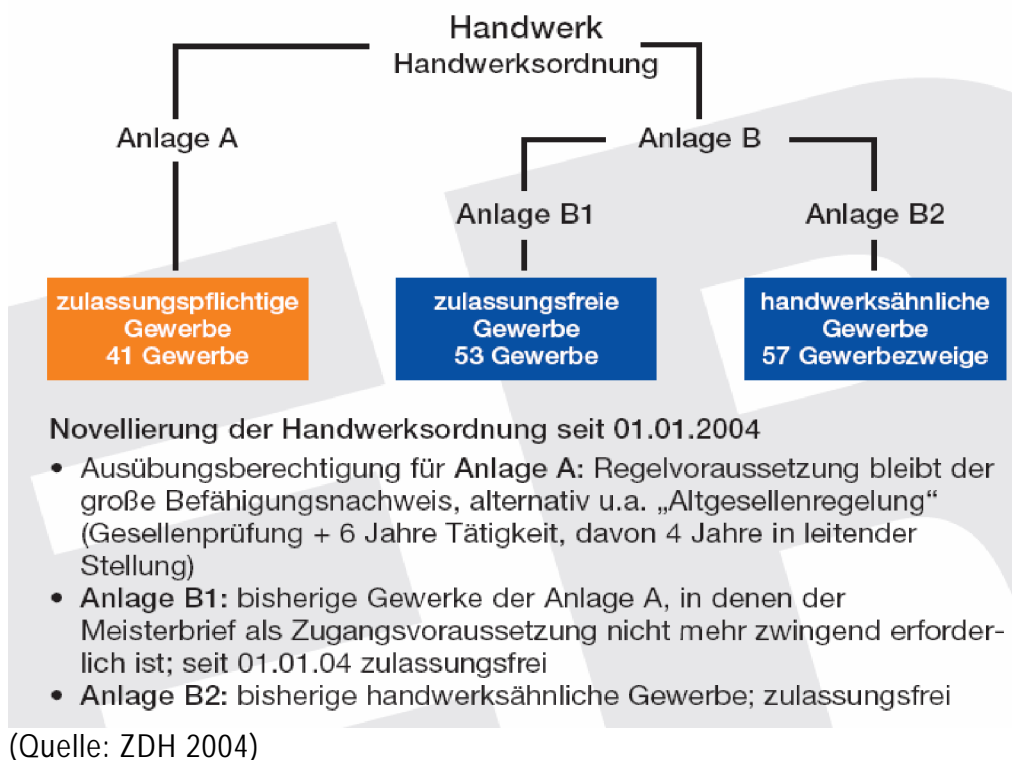 Handwerk
Handwerksordnung
Anlage A
Anlage B
Anlage B1
Anlage B2
zulassungspflichtige
Gewerbe
41 Gewerbe
zulassungsfreie
Gewerbe
53 Gewerbe
handwerksähnliche
Gewerbe
57 Gewerbezweige
Novellierung der Handwerksordnung seit 01.01.2004
• Ausübungsberechtigung für Anlage A: Regelvoraussetzung bleibt der
große Befähigungsnachweis, alternativ u.a. „Altgesellenregelung“
(Gesellenprüfung + 6 Jahre Tätigkeit, davon 4 Jahre in leitender
Stellung)
• Anlage B1: bisherige Gewerke der Anlage A, in denen der
Meisterbrief als Zugangsvoraussetzung nicht mehr zwingend erforder-
lich ist; seit 01.01.04 zulassungsfrei
• Anlage B2: bisherige handwerksähnliche Gewerbe; zulassungsfrei
(Quelle: ZDH 2004)